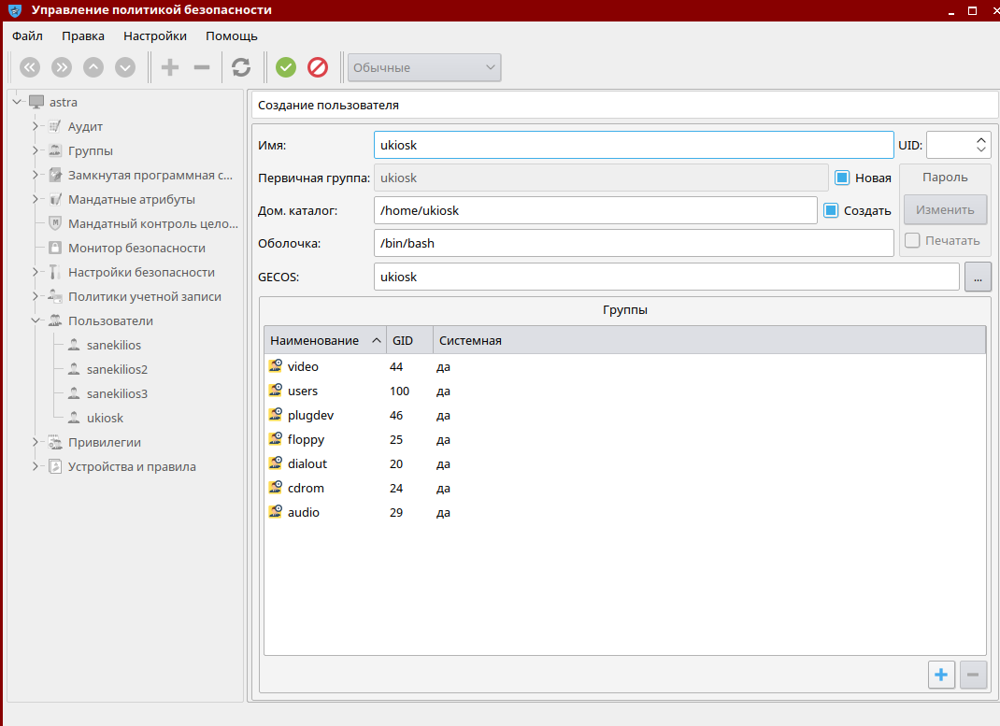 Управление политикой безопасности
Файл Правка Настройки Помощь
Обычные
astra
Аудит
Группы
Замкнутая программная с...
Мандатные атрибуты
Мандатный контроль цело...
Монитор безопасности
Настройки безопасности
Политики учетной записи
Пользователи
sanekilios
sanekilios2
sanekilios3
ukiosk
Привилегии
Устройства и правила
Создание пользователя
Имя: ukiosk UID:
Первичная группа: ukiosk Новая Пароль
Дом. каталог: /home/ukiosk Создать Изменить
Оболочка: /bin/bash Печатать
GECOS: ukiosk ...
Группы
Наименование GID Системная
video 44 да
users 100 да
plugdev 46 да
floppy 25 да
dialout 20 да
cdrom 24 да
audio 29 да